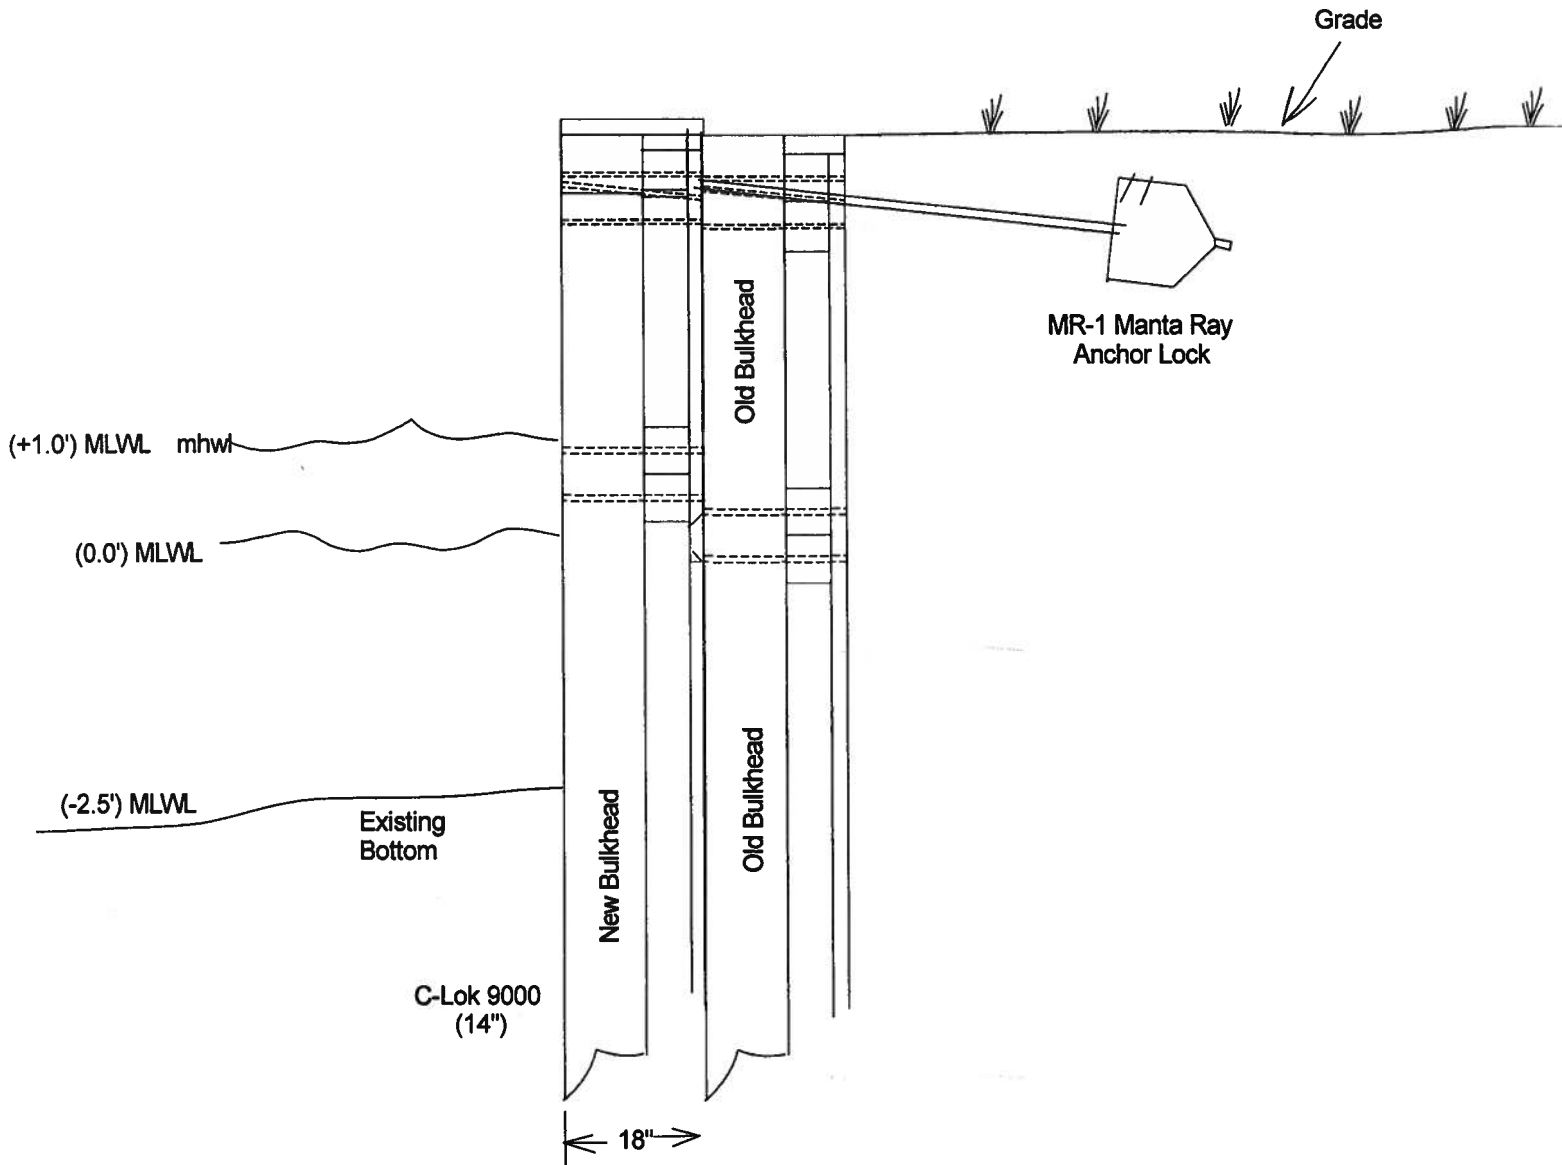 Grade
MR-1 Manta Ray
Anchor Lock
Old Bulkhead
(+1.0') MLWL mhwl
(0.0') MLWL
(-2.5') MLWL
Existing
Bottom
New Bulkhead
Old Bulkhead
C-Lok 9000
(14")
18"